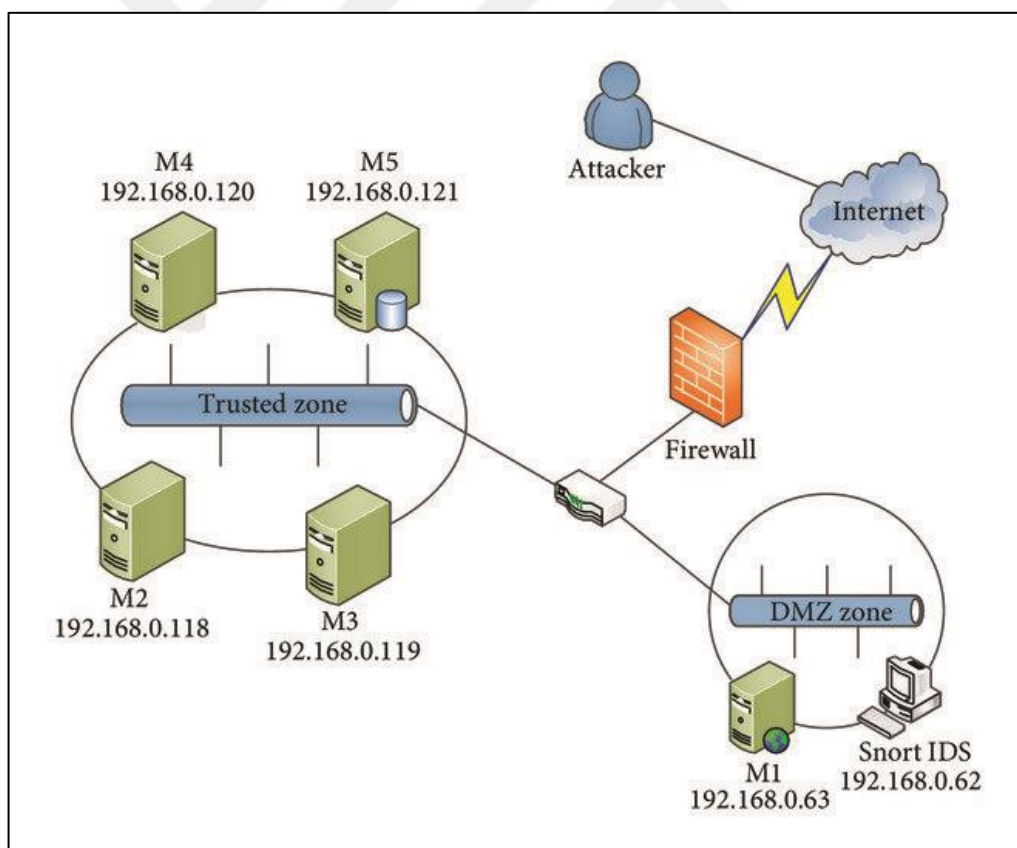 Attacker
Internet
M4
192.168.0.120
M5
192.168.0.121
Trusted zone
Firewall
M2
192.168.0.118
M3
192.168.0.119
DMZ zone
M1
192.168.0.63
Snort IDS
192.168.0.62